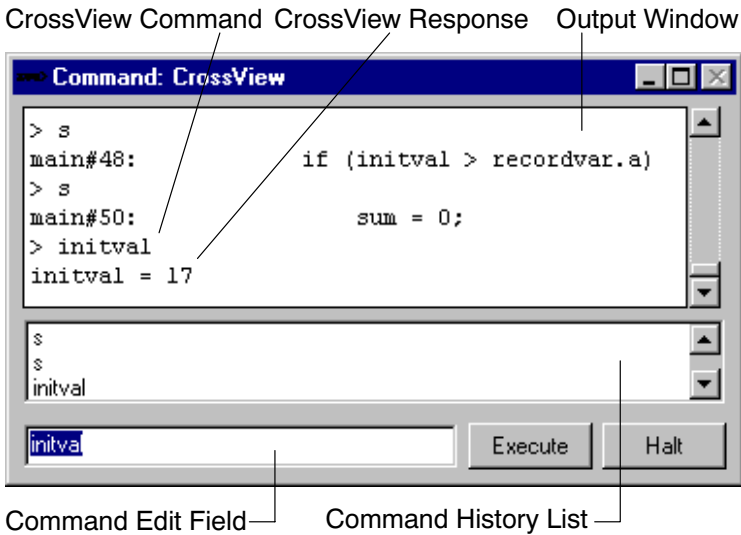 CrossView Command CrossView Response Output Window
Command: CrossView
> s
main#48: if (initval > recordvar.a)
> s
main#50: sum = 0;
> initval
initval = 17
s
s
initval
initval Execute Halt
Command Edit Field Command History List